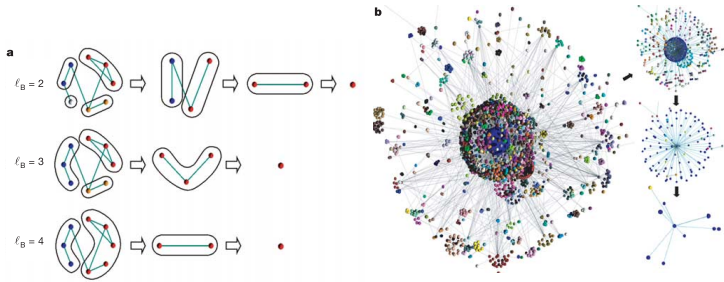 a
b
ℓB = 2
ℓB = 3
ℓB = 4